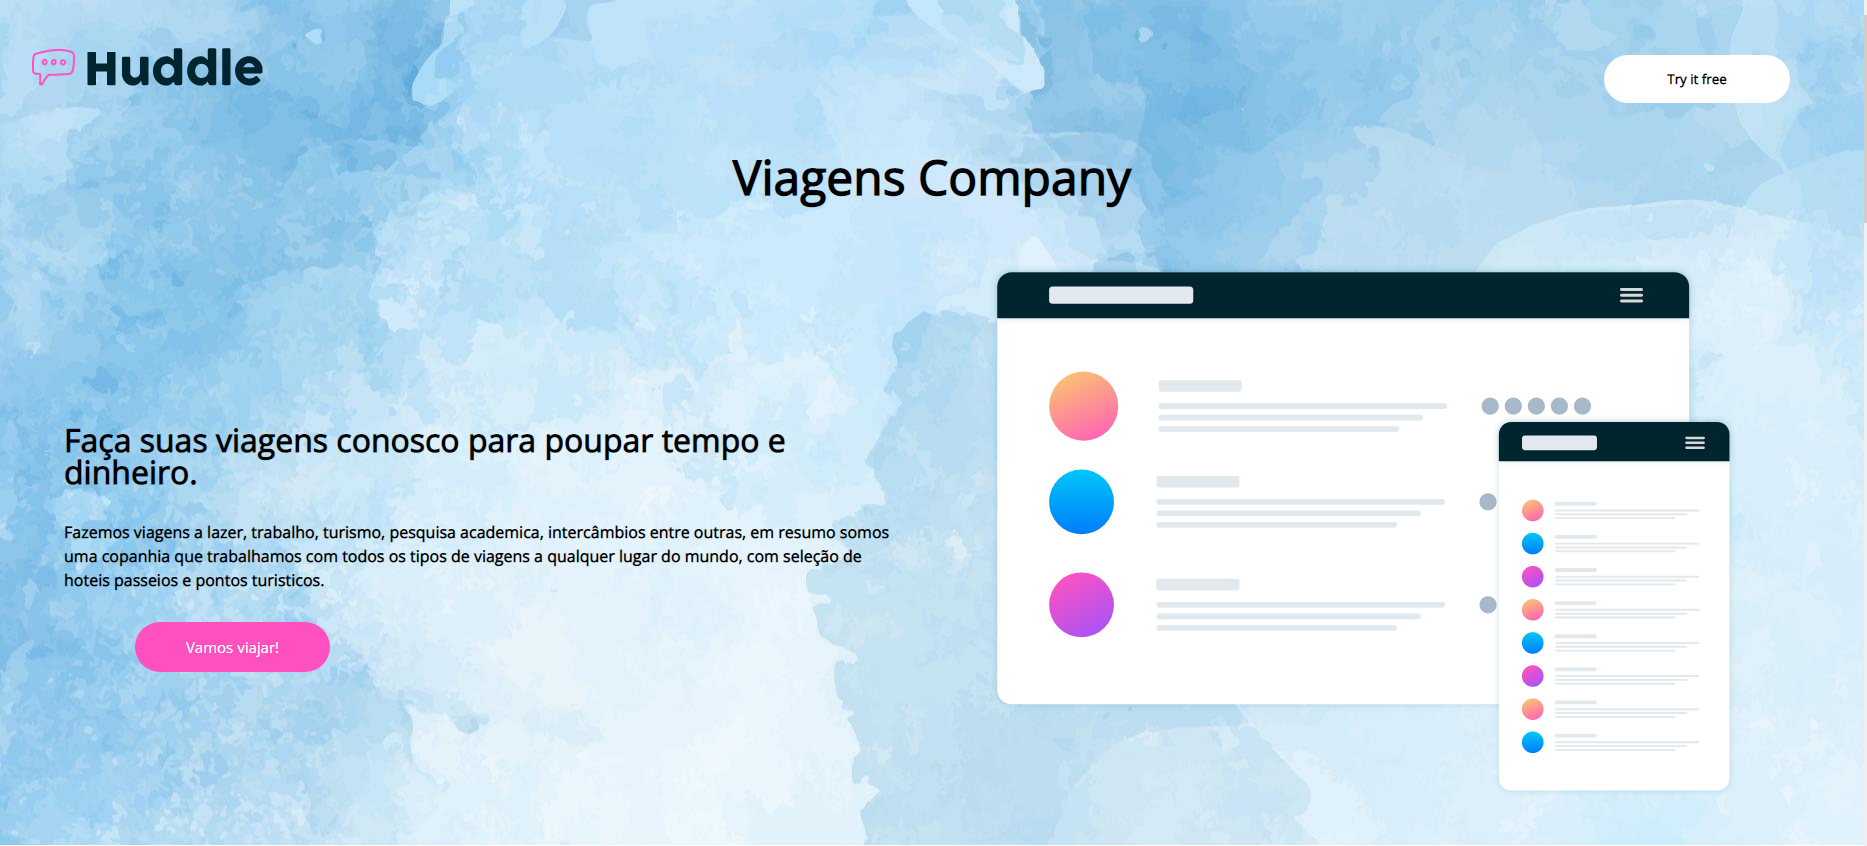 Huddle
Try it free
Viagens Company
Faça suas viagens conosco para poupar tempo e
dinheiro.
Fazemos viagens a lazer, trabalho, turismo, pesquisa academica, intercâmbios entre outras, em resumo somos
uma copanhia que trabalhamos com todos os tipos de viagens a qualquer lugar do mundo, com seleção de
hoteis passeios e pontos turisticos.
Vamos viajar!